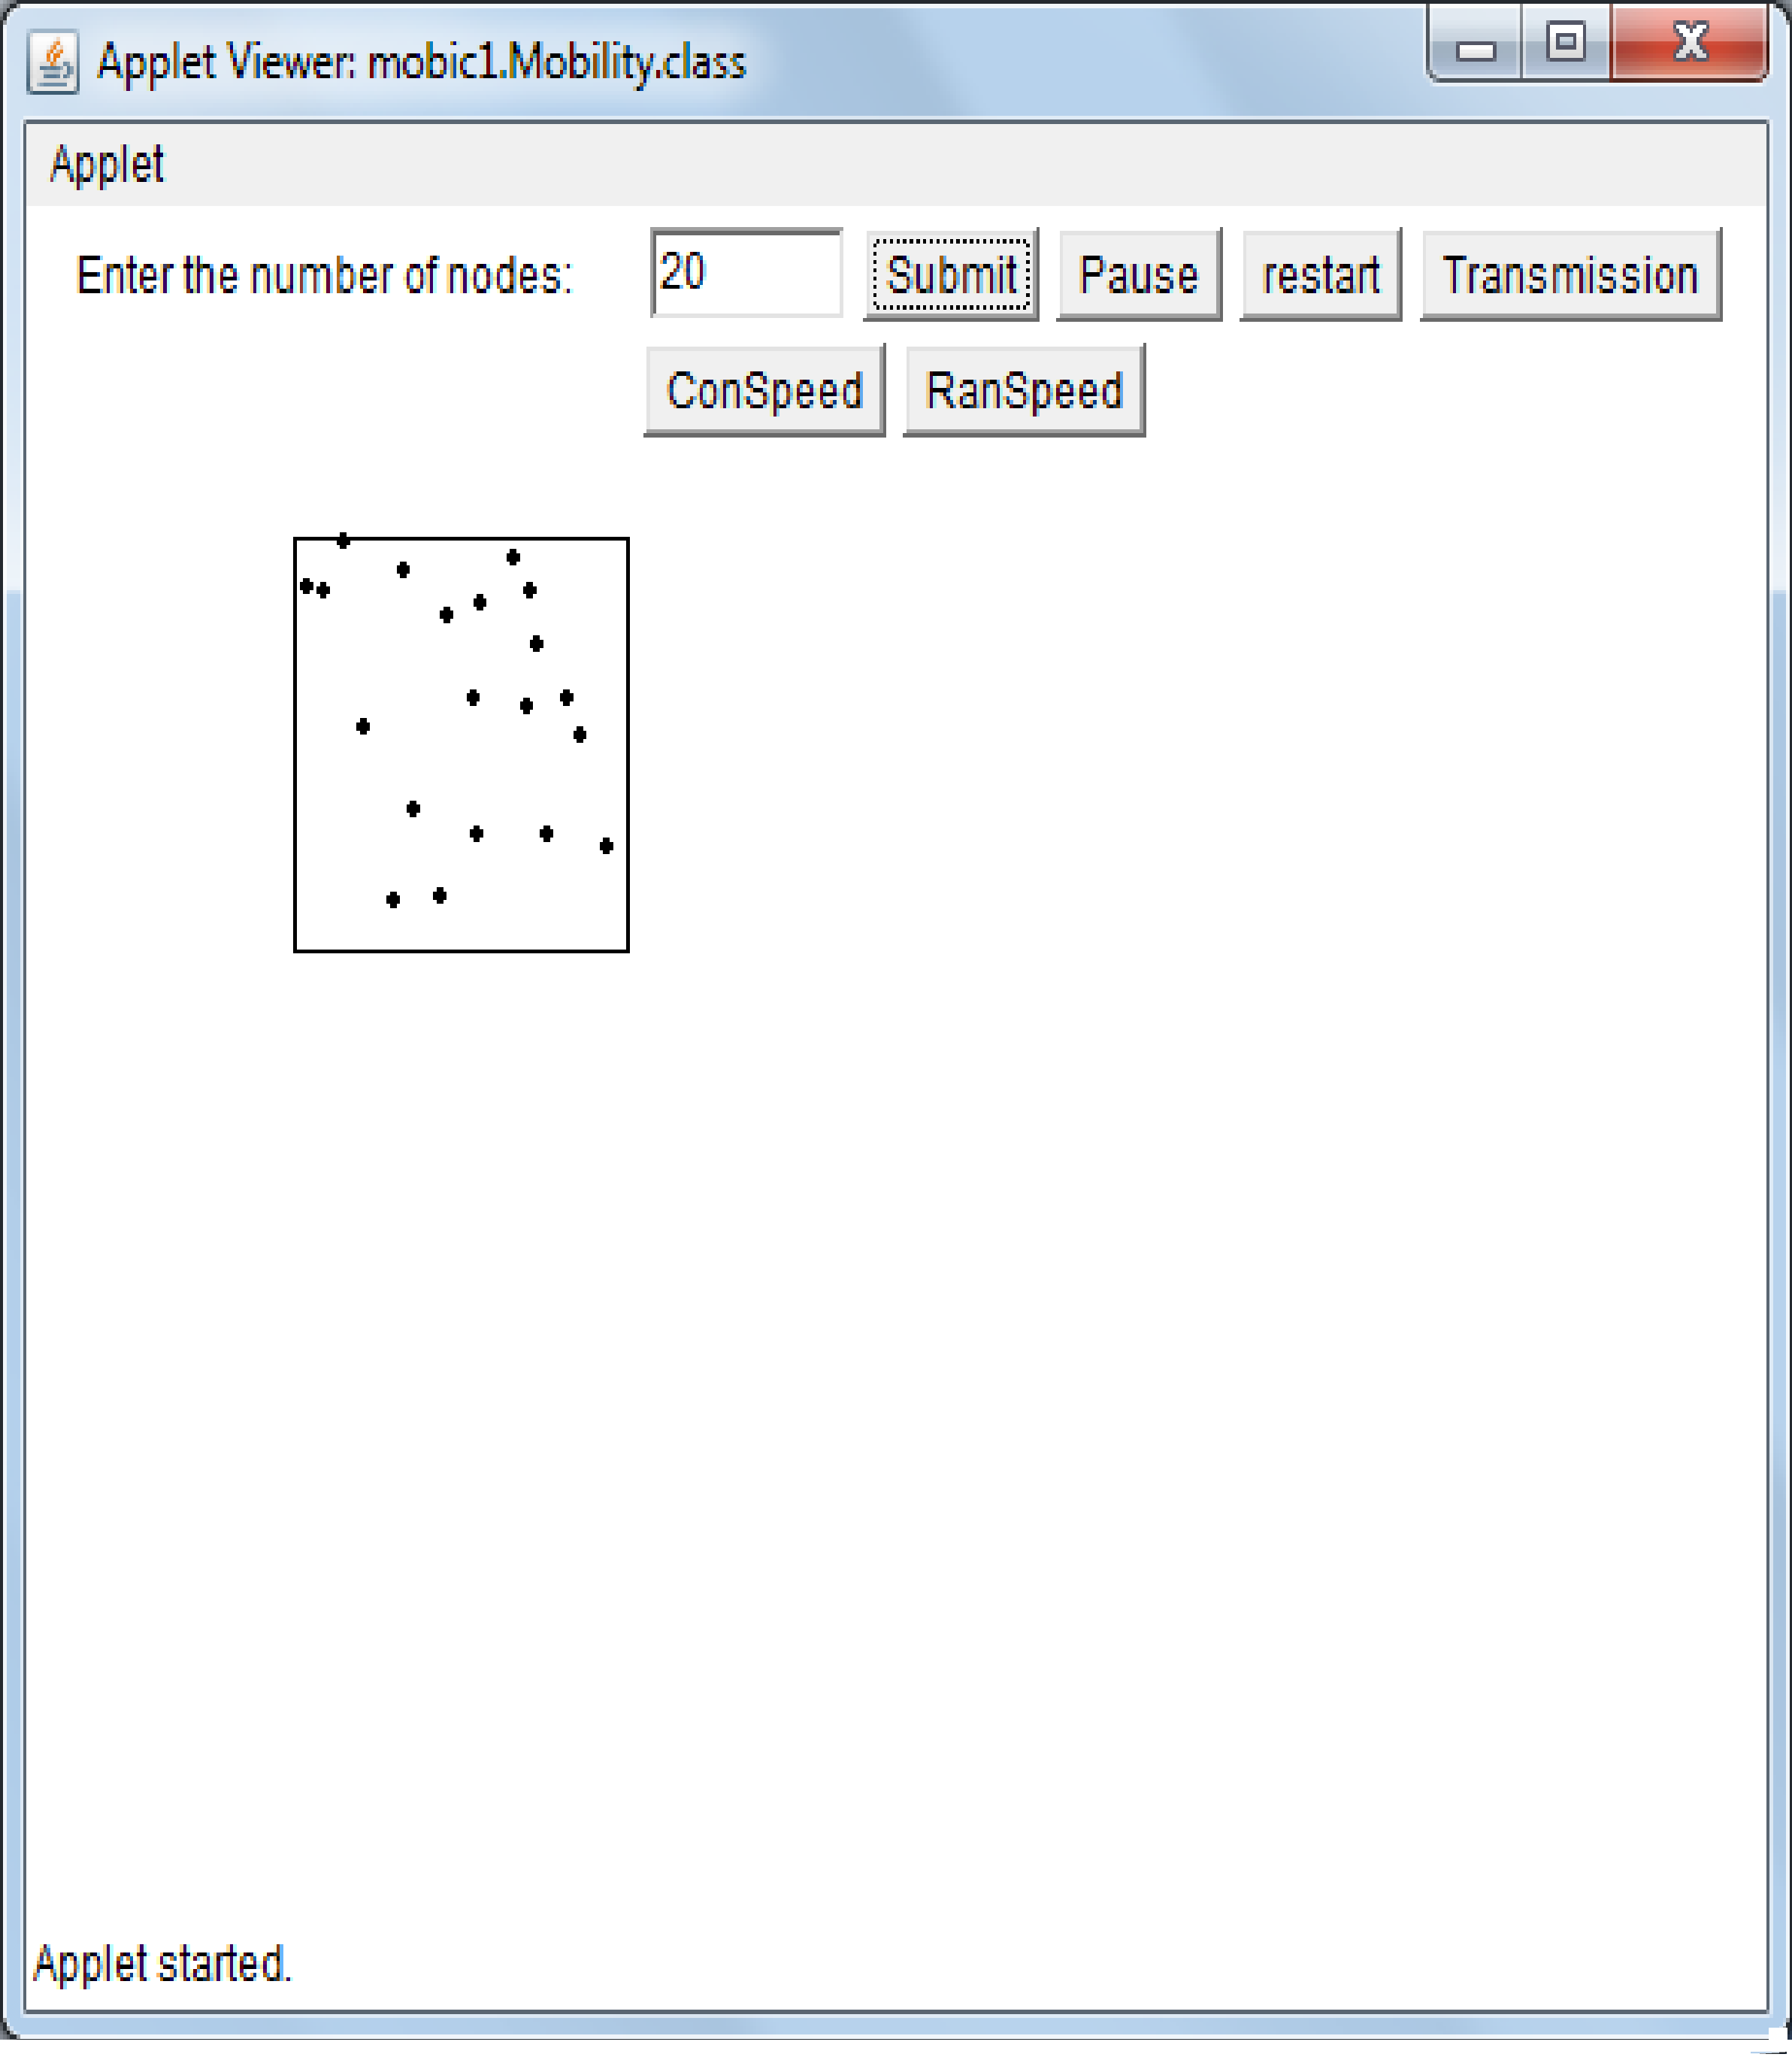 Applet Viewer: mobic1.Mobility.class
Applet
Enter the number of nodes: 20 Submit Pause restart Transmission
ConSpeed RanSpeed
Applet started.